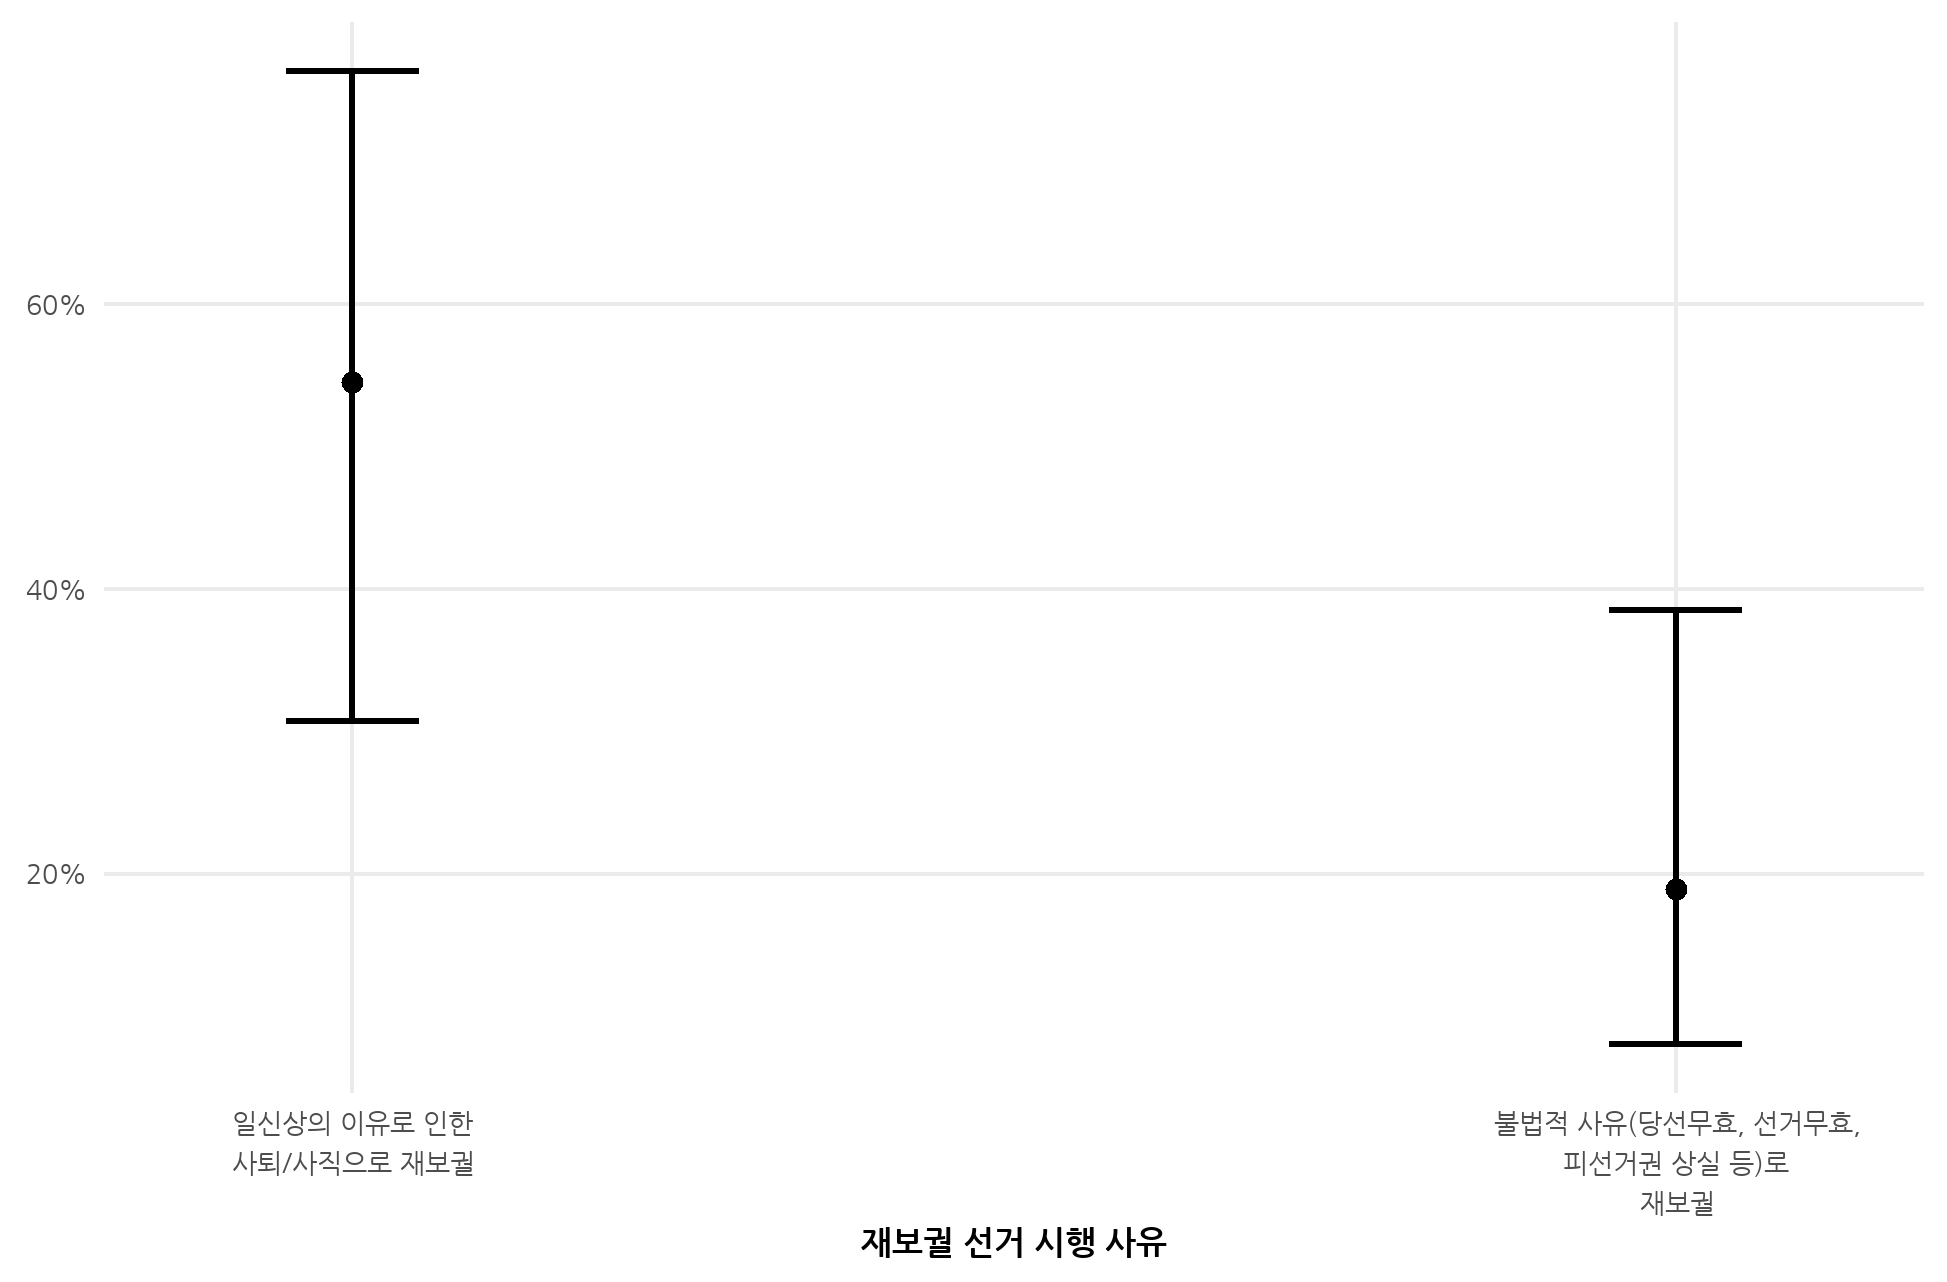 60%
40%
20%
일신상의 이유로 인한
사퇴/사직으로 재보궐
불법적 사유(당선무효, 선거무효,
피선거권 상실 등)로
재보궐
재보궐 선거 시행 사유